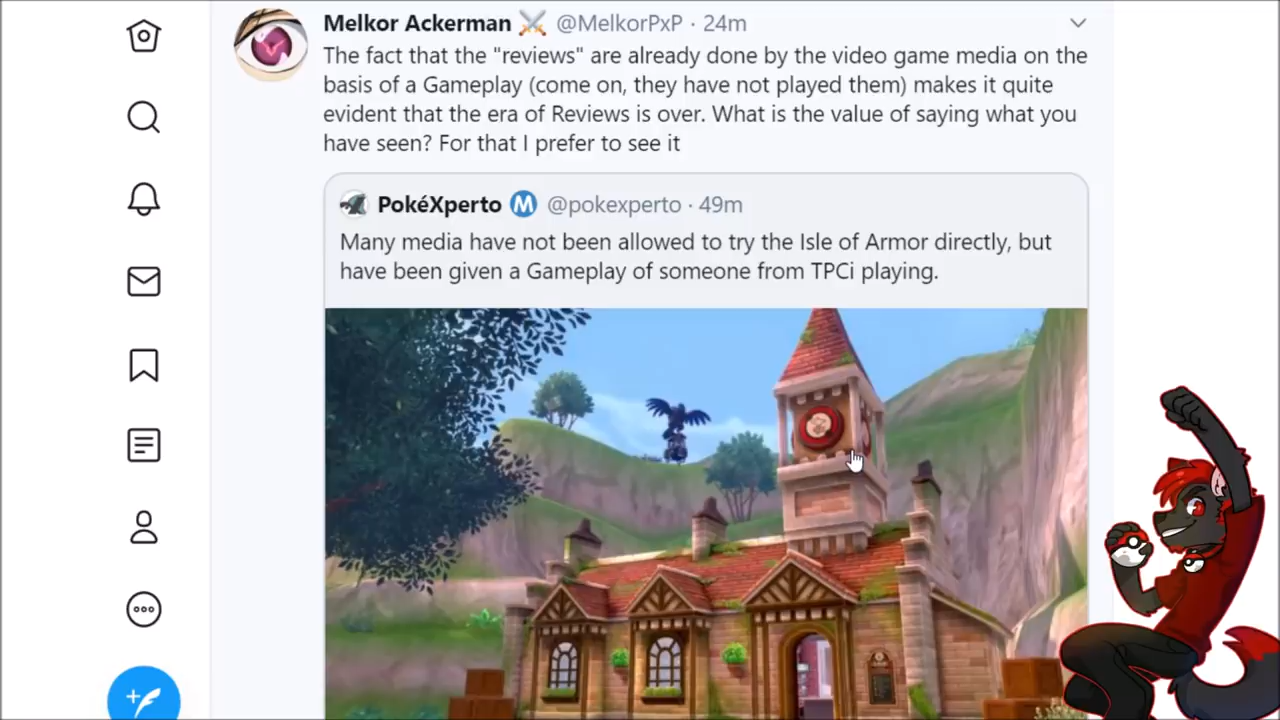 Melkor Ackerman ⚔️ @MelkorPxP · 24m
The fact that the "reviews" are already done by the video game media on the
basis of a Gameplay (come on, they have not played them) makes it quite
evident that the era of Reviews is over. What is the value of saying what you
have seen? For that I prefer to see it
PokéXperto Ⓜ️ @pokexperto · 49m
Many media have not been allowed to try the Isle of Armor directly, but
have been given a Gameplay of someone from TPCi playing.